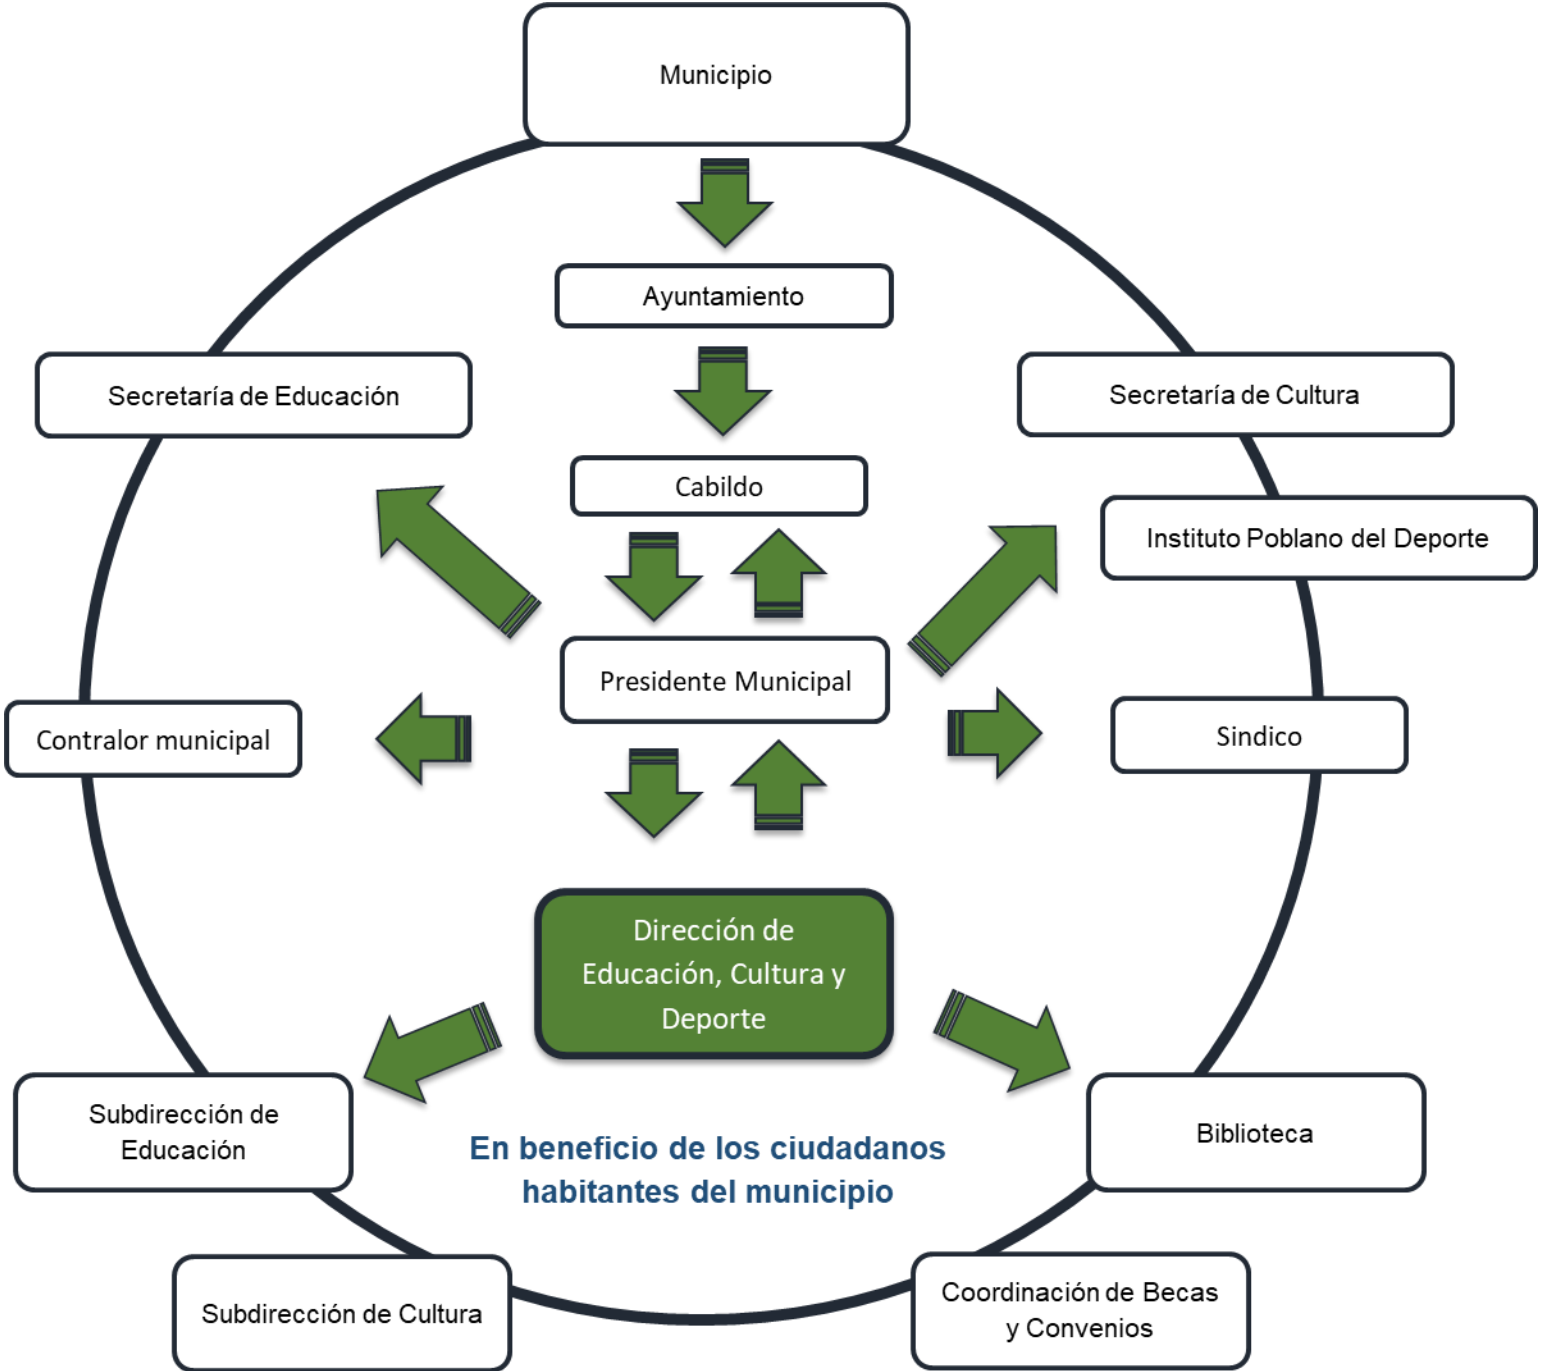 Municipio
Ayuntamiento
Secretaría de Educación
Secretaría de Cultura
Cabildo
Instituto Poblano del Deporte
Presidente Municipal
Contralor municipal
Sindico
Dirección de
Educación, Cultura y
Deporte
Subdirección de
Educación
Biblioteca
En beneficio de los ciudadanos
habitantes del municipio
Subdirección de Cultura
Coordinación de Becas
y Convenios